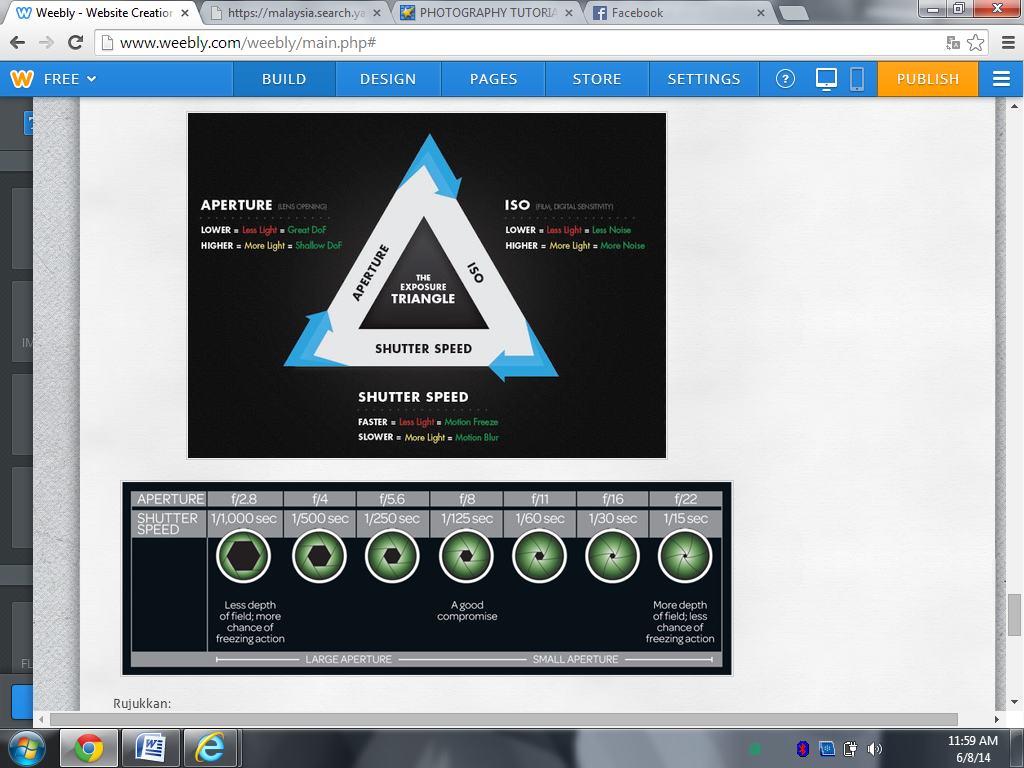 Weebly - Website Creation
https://malaysia.search.ya
PHOTOGRAPHY TUTORIA
Facebook
www.weebly.com/weebly/main.php#
W FREE
BUILD
DESIGN
PAGES
STORE
SETTINGS
?
PUBLISH
APERTURE (LENS OPENING)
LOWER = Less Light = Great DoF
HIGHER = More Light = Shallow DoF
ISO (FILM, DIGITAL SENSITIVITY)
LOWER = Less Light = Less Noise
HIGHER = More Light = More Noise
APERTURE
ISO
THE
EXPOSURE
TRIANGLE
SHUTTER SPEED
SHUTTER SPEED
FASTER = Less Light = Motion Freeze
SLOWER = More Light = Motion Blur
APERTURE f/2.8 f/4 f/5.6 f/8 f/11 f/16 f/22
SHUTTER SPEED 1/1,000 sec 1/500 sec 1/250 sec 1/125 sec 1/60 sec 1/30 sec 1/15 sec
Less depth
of field; more
chance of
freezing action
A good
compromise
More depth
of field; less
chance of
freezing action
LARGE APERTURE
SMALL APERTURE
IM
FL
Rujukkan:
11:59 AM
6/8/14